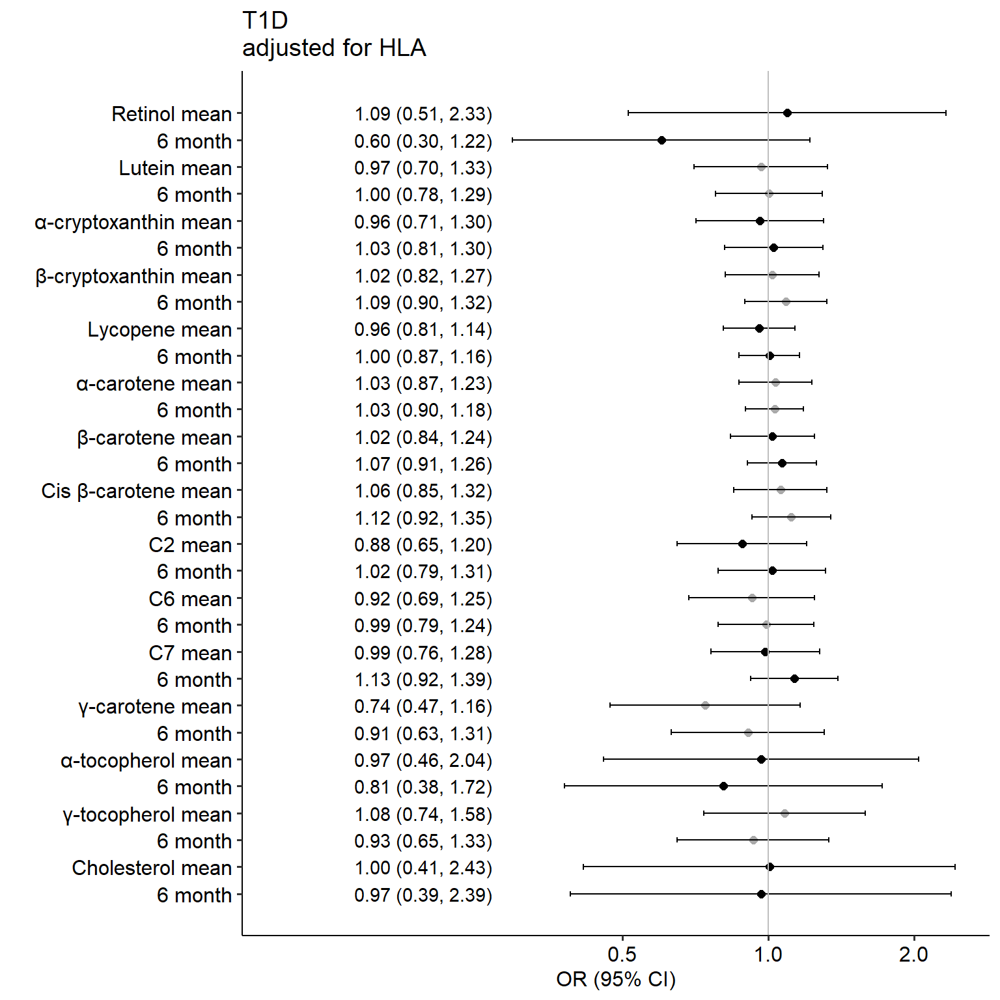 T1D
adjusted for HLA
Retinol mean 1.09 (0.51, 2.33)
6 month 0.60 (0.30, 1.22)
Lutein mean 0.97 (0.70, 1.33)
6 month 1.00 (0.78, 1.29)
α-cryptoxanthin mean 0.96 (0.71, 1.30)
6 month 1.03 (0.81, 1.30)
β-cryptoxanthin mean 1.02 (0.82, 1.27)
6 month 1.09 (0.90, 1.32)
Lycopene mean 0.96 (0.81, 1.14)
6 month 1.00 (0.87, 1.16)
α-carotene mean 1.03 (0.87, 1.23)
6 month 1.03 (0.90, 1.18)
β-carotene mean 1.02 (0.84, 1.24)
6 month 1.07 (0.91, 1.26)
Cis β-carotene mean 1.06 (0.85, 1.32)
6 month 1.12 (0.92, 1.35)
C2 mean 0.88 (0.65, 1.20)
6 month 1.02 (0.79, 1.31)
C6 mean 0.92 (0.69, 1.25)
6 month 0.99 (0.79, 1.24)
C7 mean 0.99 (0.76, 1.28)
6 month 1.13 (0.92, 1.39)
γ-carotene mean 0.74 (0.47, 1.16)
6 month 0.91 (0.63, 1.31)
α-tocopherol mean 0.97 (0.46, 2.04)
6 month 0.81 (0.38, 1.72)
γ-tocopherol mean 1.08 (0.74, 1.58)
6 month 0.93 (0.65, 1.33)
Cholesterol mean 1.00 (0.41, 2.43)
6 month 0.97 (0.39, 2.39)
0.5 1.0 2.0
OR (95% CI)